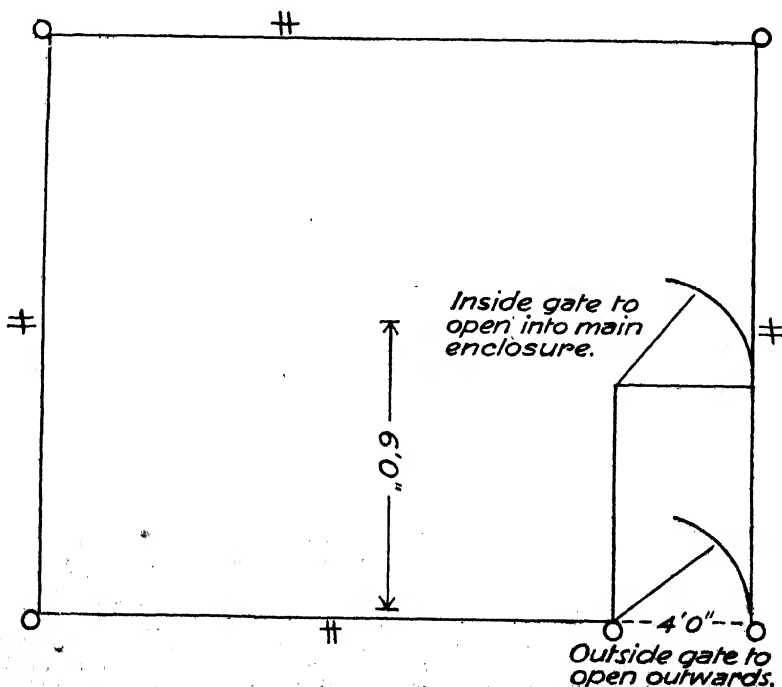 Inside gate to
open into main
enclosure.
6'0"
4'0"
Outside gate to
open outwards.